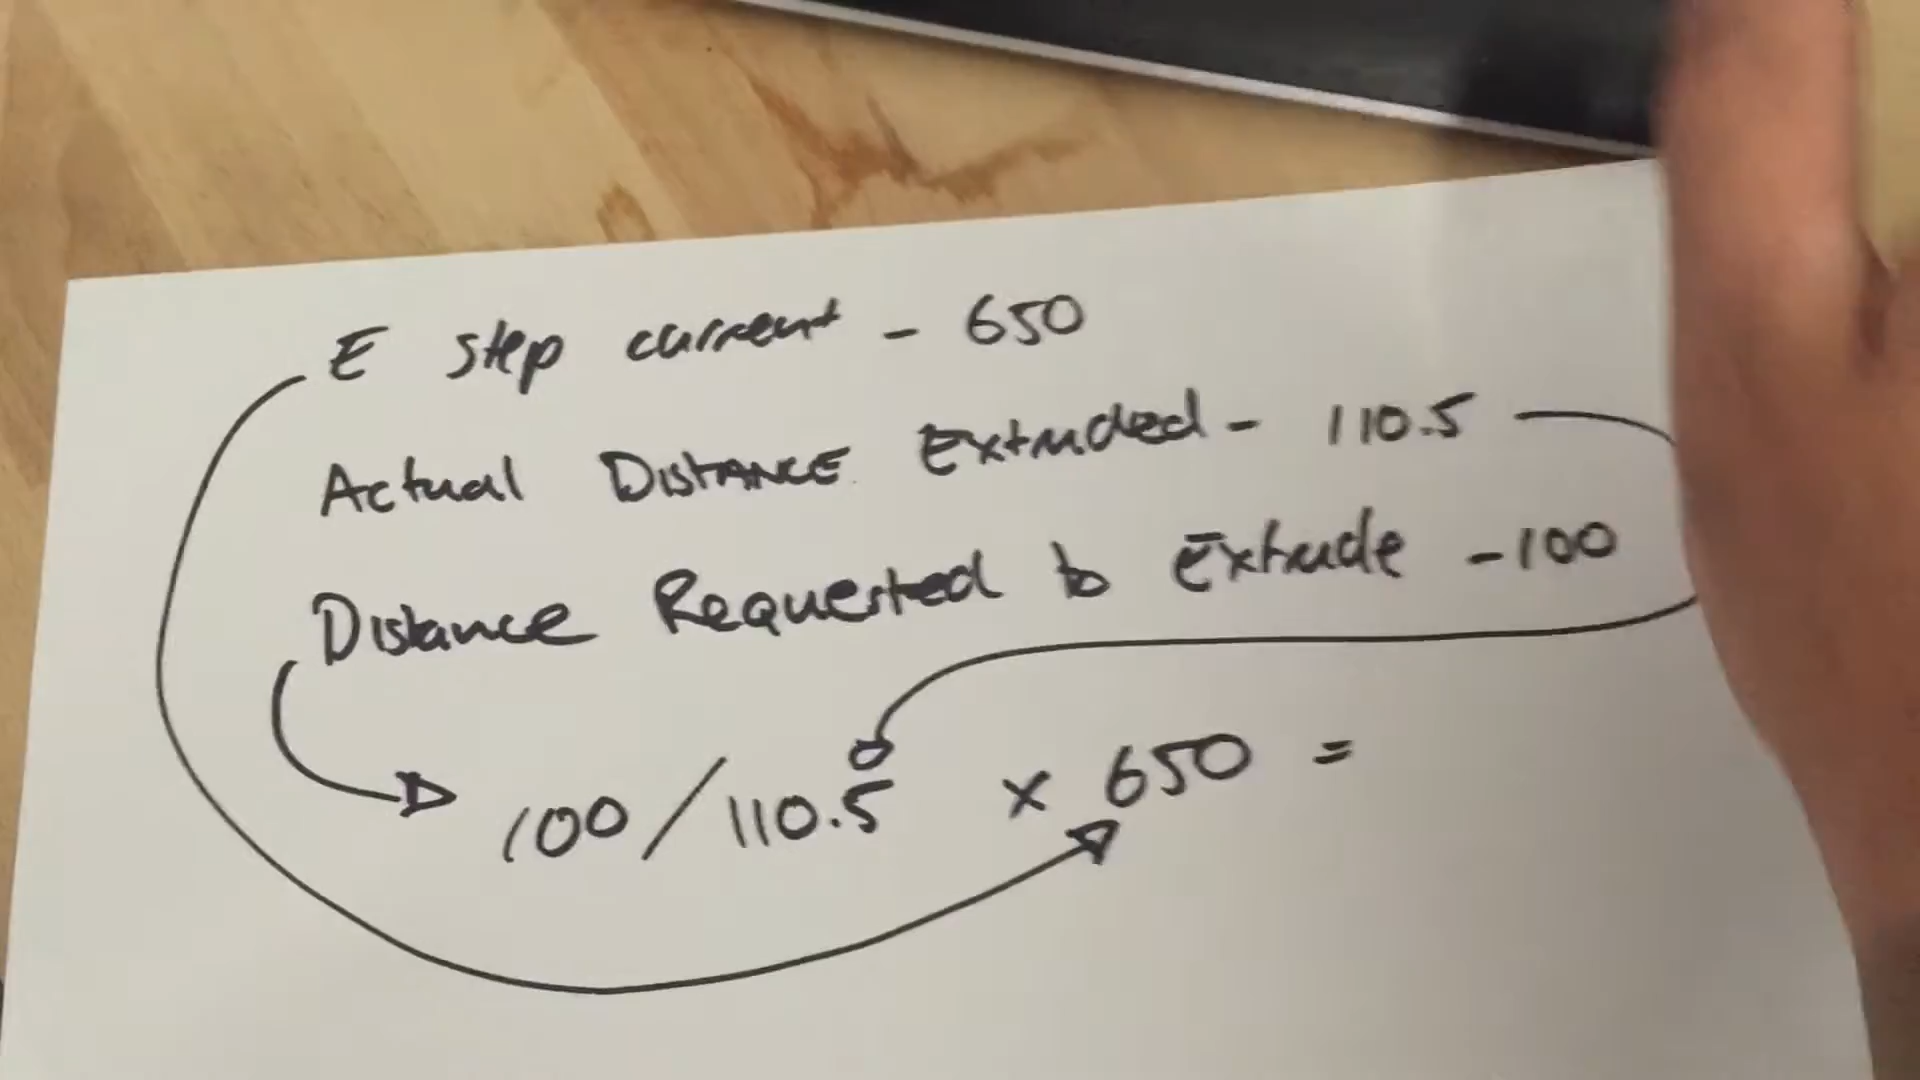 E step current - 650
Actual DISTANCE Extruded - 110.5
Distance Requested to Extrude - 100
100/110.5 x 650 =